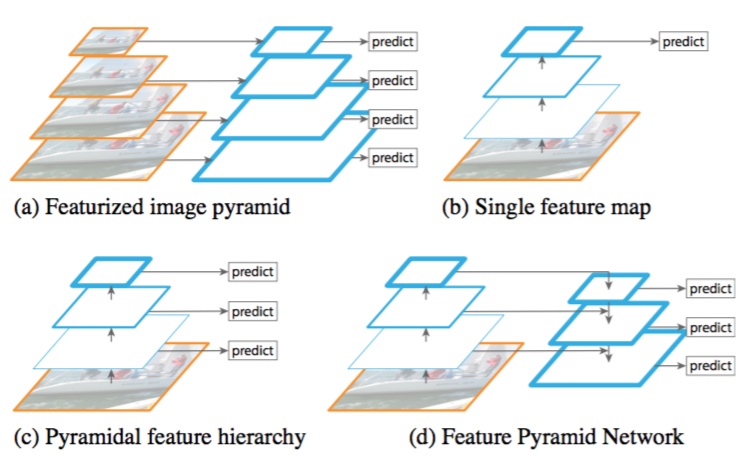 predict
predict
predict
predict
(a) Featurized image pyramid
predict
(b) Single feature map
predict
predict
predict
(c) Pyramidal feature hierarchy
predict
predict
predict
(d) Feature Pyramid Network